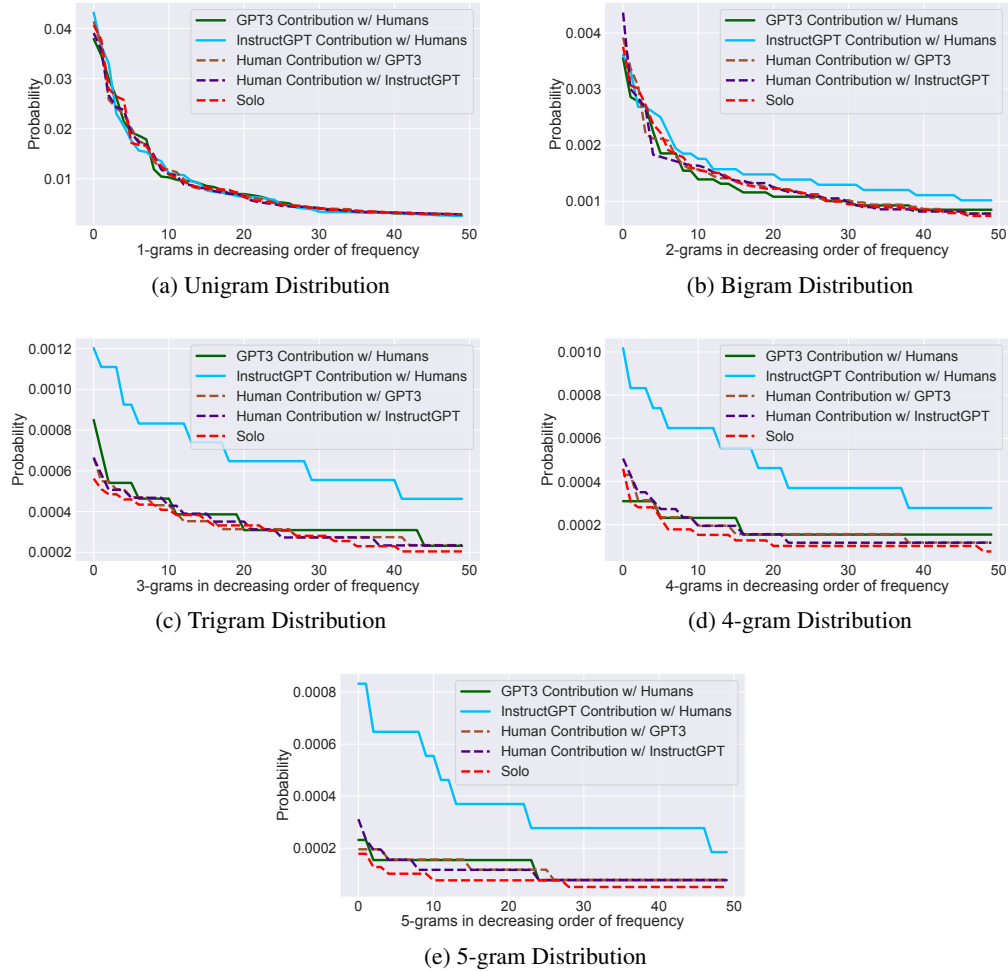 GPT3 Contribution w/ Humans
InstructGPT Contribution w/ Humans
Human Contribution w/ GPT3
Human Contribution w/ InstructGPT
Solo
Probability
0.04
0.03
0.02
0.01
0 10 20 30 40 50
1-grams in decreasing order of frequency
(a) Unigram Distribution
GPT3 Contribution w/ Humans
InstructGPT Contribution w/ Humans
Human Contribution w/ GPT3
Human Contribution w/ InstructGPT
Solo
Probability
0.004
0.003
0.002
0.001
0 10 20 30 40 50
2-grams in decreasing order of frequency
(b) Bigram Distribution
GPT3 Contribution w/ Humans
InstructGPT Contribution w/ Humans
Human Contribution w/ GPT3
Human Contribution w/ InstructGPT
Solo
Probability
0.0012
0.0010
0.0008
0.0006
0.0004
0.0002
0 10 20 30 40 50
3-grams in decreasing order of frequency
(c) Trigram Distribution
GPT3 Contribution w/ Humans
InstructGPT Contribution w/ Humans
Human Contribution w/ GPT3
Human Contribution w/ InstructGPT
Solo
Probability
0.0010
0.0008
0.0006
0.0004
0.0002
0 10 20 30 40 50
4-grams in decreasing order of frequency
(d) 4-gram Distribution
GPT3 Contribution w/ Humans
InstructGPT Contribution w/ Humans
Human Contribution w/ GPT3
Human Contribution w/ InstructGPT
Solo
Probability
0.0008
0.0006
0.0004
0.0002
0 10 20 30 40 50
5-grams in decreasing order of frequency
(e) 5-gram Distribution